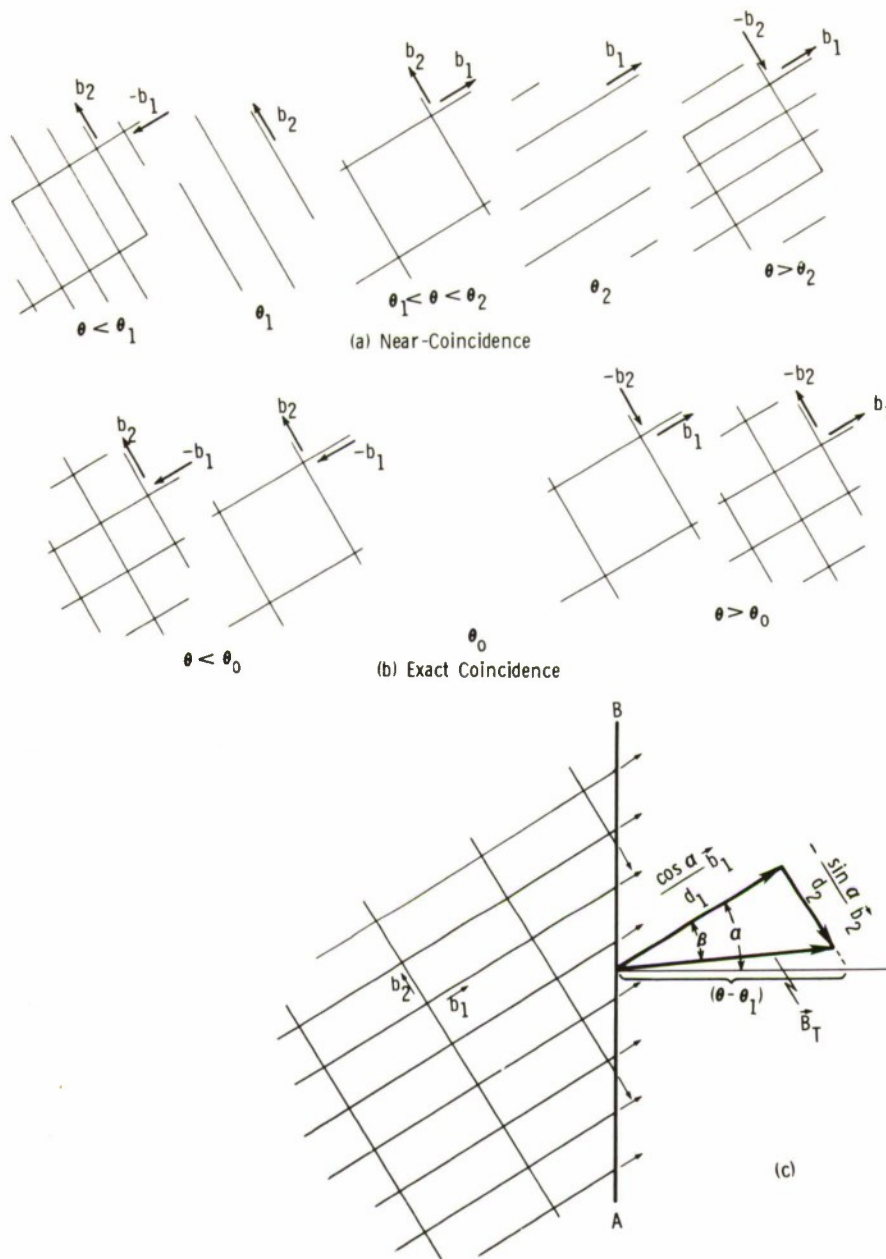 b2 -b1
b2
b2 b1
b1
-b2 b1
θ < θ1
θ1
θ1 < θ < θ2
θ2
θ > θ2
(a) Near-Coincidence
b2 -b1
b2 -b1
-b2 b1
-b2
θ < θ0
θ0
θ > θ0
(b) Exact Coincidence
B
cos α / d1 b1
- sin α / d2 b2
β α
b2 b1
(θ-θ1)
BT
(c)
A